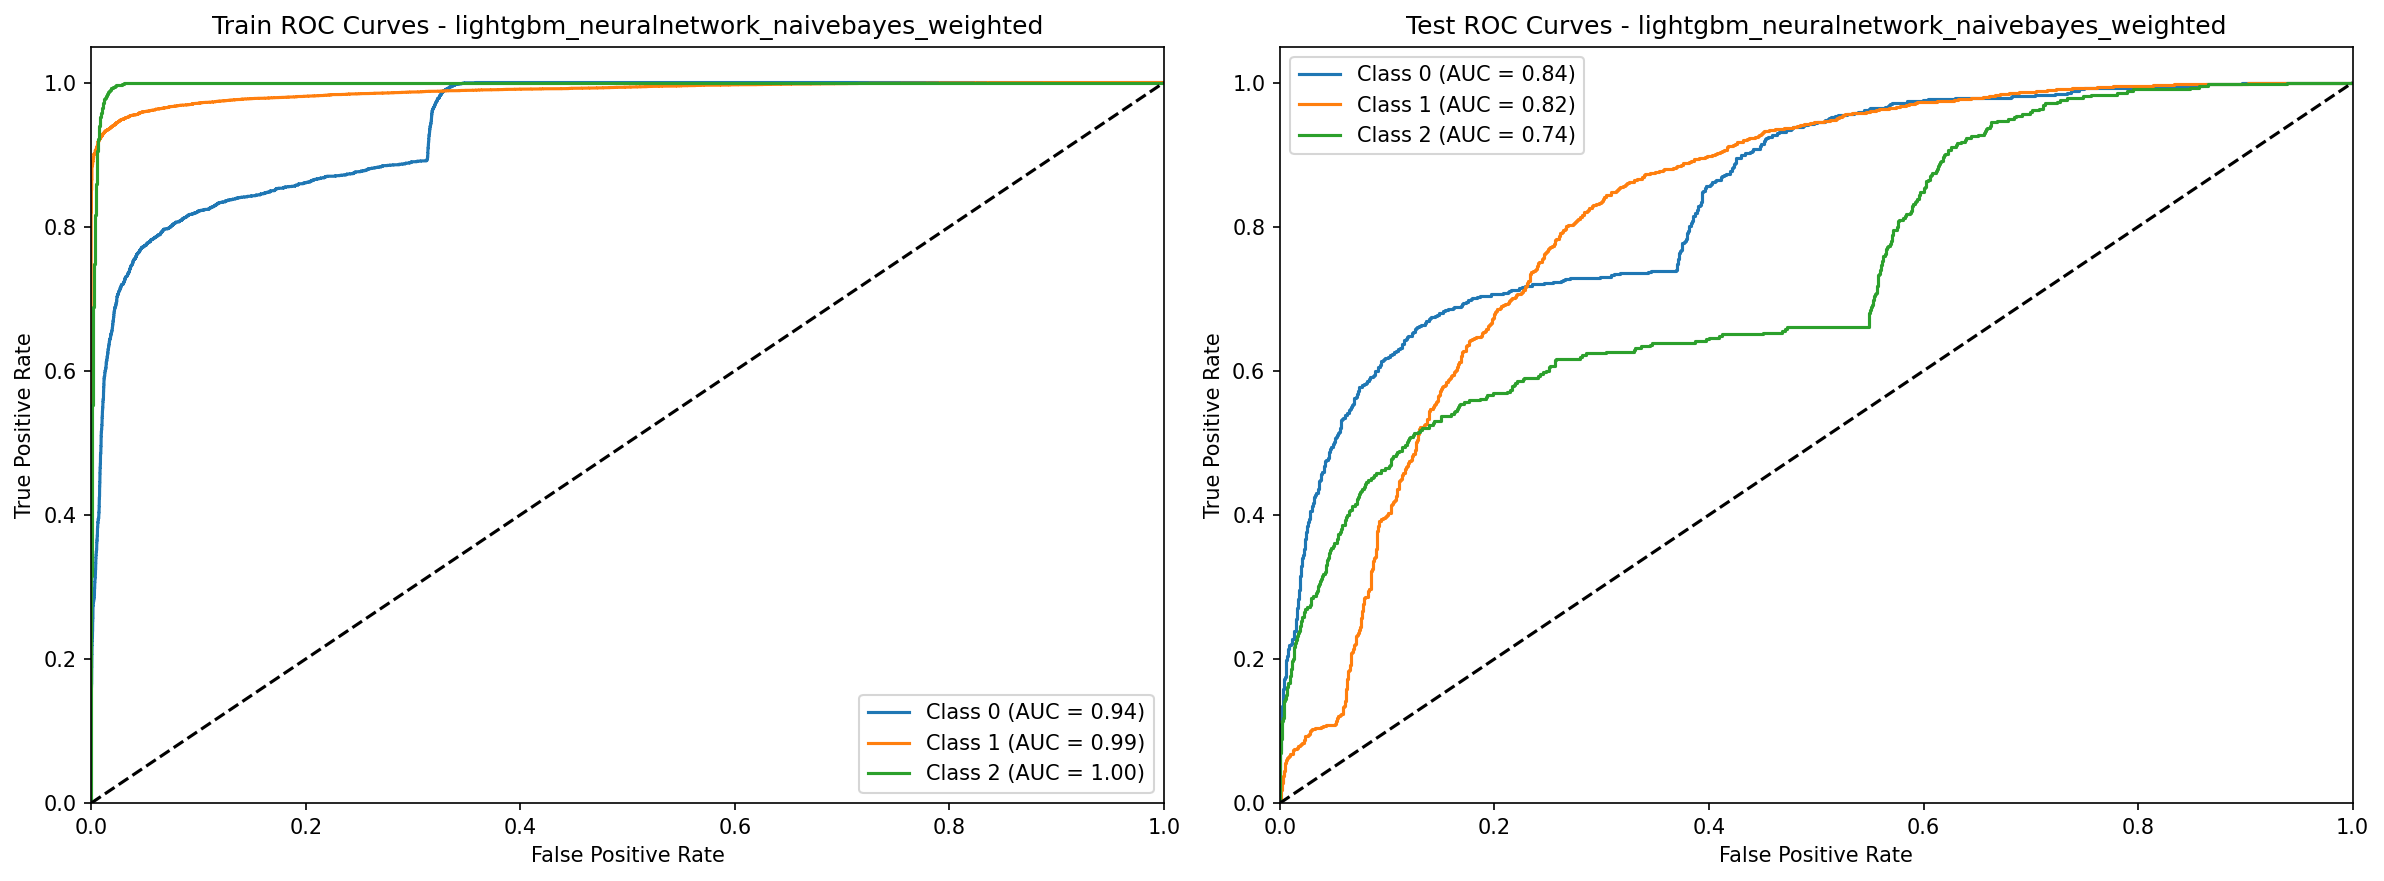 Train ROC Curves - lightgbm_neuralnetwork_naivebayes_weighted
True Positive Rate
1.0
0.8
0.6
0.4
0.2
0.0
Class 0 (AUC = 0.94)
Class 1 (AUC = 0.99)
Class 2 (AUC = 1.00)
0.0 0.2 0.4 0.6 0.8 1.0
False Positive Rate
Test ROC Curves - lightgbm_neuralnetwork_naivebayes_weighted
Class 0 (AUC = 0.84)
Class 1 (AUC = 0.82)
Class 2 (AUC = 0.74)
True Positive Rate
1.0
0.8
0.6
0.4
0.2
0.0
0.0 0.2 0.4 0.6 0.8 1.0
False Positive Rate